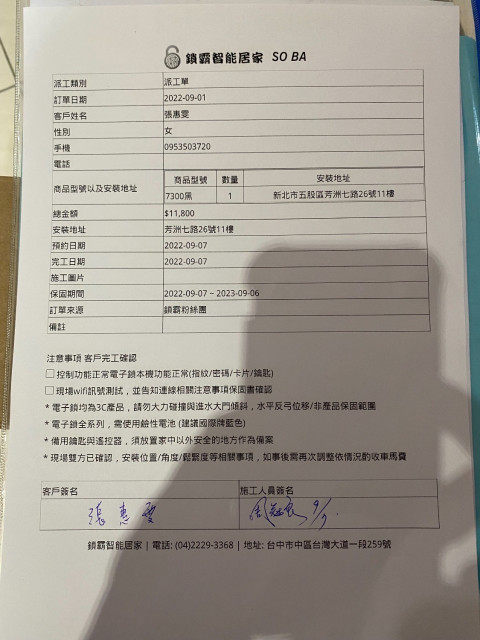 鎖霸智能居家 SO BA
派工類別 派工單
訂單日期 2022-09-01
客戶姓名 張惠雯
性別 女
手機 0953503720
電話
商品型號以及安裝地址 商品型號 數量 安裝地址
7300黑 1 新北市五股區芳洲七路26號11樓
總金額 $11,800
安裝地址 芳洲七路26號11樓
預約日期 2022-09-07
完工日期 2022-09-07
施工圖片
保固期間 2022-09-07 ~ 2023-09-06
訂單來源 鎖霸粉絲團
備註
注意事項 客戶完工確認
☐ 控制功能正常電子鎖本機功能正常(指紋/密碼/卡片/鑰匙)
☐ 現場wifi訊號測試，並告知連線相關注意事項保固書確認
* 電子鎖均為3C產品，請勿大力碰撞與進水大門傾斜，水平反弓位移/非產品保固範圍
* 電子鎖全系列，需使用鹼性電池 (建議國際牌藍色)
* 備用鑰匙與遙控器，須放置家中以外安全的地方作為備案
* 現場雙方已確認，安裝位置/角度/鬆緊度等相關事項，如事後需再次調整依情況酌收車馬費
客戶簽名 施工人員簽名
張惠雯 9/7
鎖霸智能居家 | 電話: (04)2229-3368 | 地址: 台中市中區台灣大道一段259號